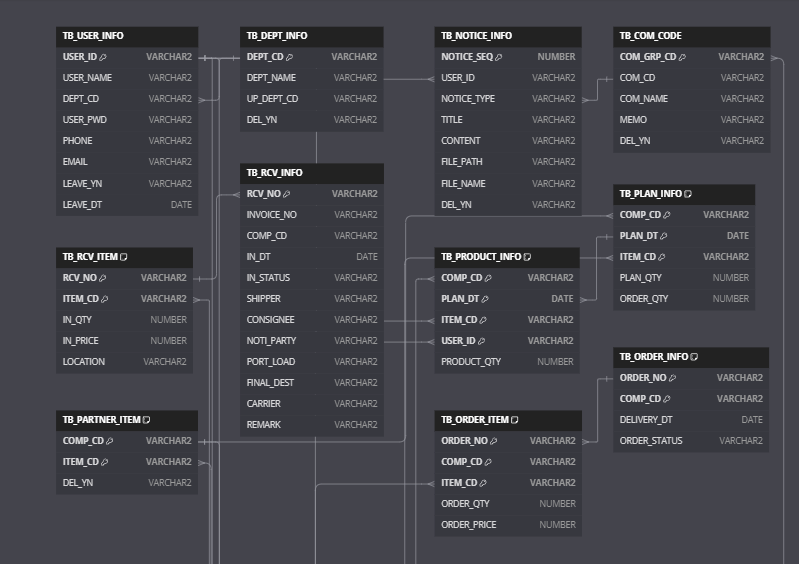 TB_USER_INFO
USER_ID VARCHAR2
USER_NAME VARCHAR2
DEPT_CD VARCHAR2
USER_PWD VARCHAR2
PHONE VARCHAR2
EMAIL VARCHAR2
LEAVE_YN VARCHAR2
LEAVE_DT DATE
TB_DEPT_INFO
DEPT_CD VARCHAR2
DEPT_NAME VARCHAR2
UP_DEPT_CD VARCHAR2
DEL_YN VARCHAR2
TB_NOTICE_INFO
NOTICE_SEQ NUMBER
USER_ID VARCHAR2
NOTICE_TYPE VARCHAR2
TITLE VARCHAR2
CONTENT VARCHAR2
FILE_PATH VARCHAR2
FILE_NAME VARCHAR2
DEL_YN VARCHAR2
TB_COM_CODE
COM_GRP_CD VARCHAR2
COM_CD VARCHAR2
COM_NAME VARCHAR2
MEMO VARCHAR2
DEL_YN VARCHAR2
TB_RCV_INFO
RCV_NO VARCHAR2
INVOICE_NO VARCHAR2
COMP_CD VARCHAR2
IN_DT DATE
IN_STATUS VARCHAR2
SHIPPER VARCHAR2
CONSIGNEE VARCHAR2
NOTI_PARTY VARCHAR2
PORT_LOAD VARCHAR2
FINAL_DEST VARCHAR2
CARRIER VARCHAR2
REMARK VARCHAR2
TB_PLAN_INFO
COMP_CD VARCHAR2
PLAN_DT DATE
ITEM_CD VARCHAR2
PLAN_QTY NUMBER
ORDER_QTY NUMBER
TB_RCV_ITEM
RCV_NO VARCHAR2
ITEM_CD VARCHAR2
IN_QTY NUMBER
IN_PRICE NUMBER
LOCATION VARCHAR2
TB_PRODUCT_INFO
COMP_CD VARCHAR2
PLAN_DT DATE
ITEM_CD VARCHAR2
USER_ID VARCHAR2
PRODUCT_QTY NUMBER
TB_ORDER_INFO
ORDER_NO VARCHAR2
COMP_CD VARCHAR2
DELIVERY_DT DATE
ORDER_STATUS VARCHAR2
TB_PARTNER_ITEM
COMP_CD VARCHAR2
ITEM_CD VARCHAR2
DEL_YN VARCHAR2
TB_ORDER_ITEM
ORDER_NO VARCHAR2
COMP_CD VARCHAR2
ITEM_CD VARCHAR2
ORDER_QTY NUMBER
ORDER_PRICE NUMBER